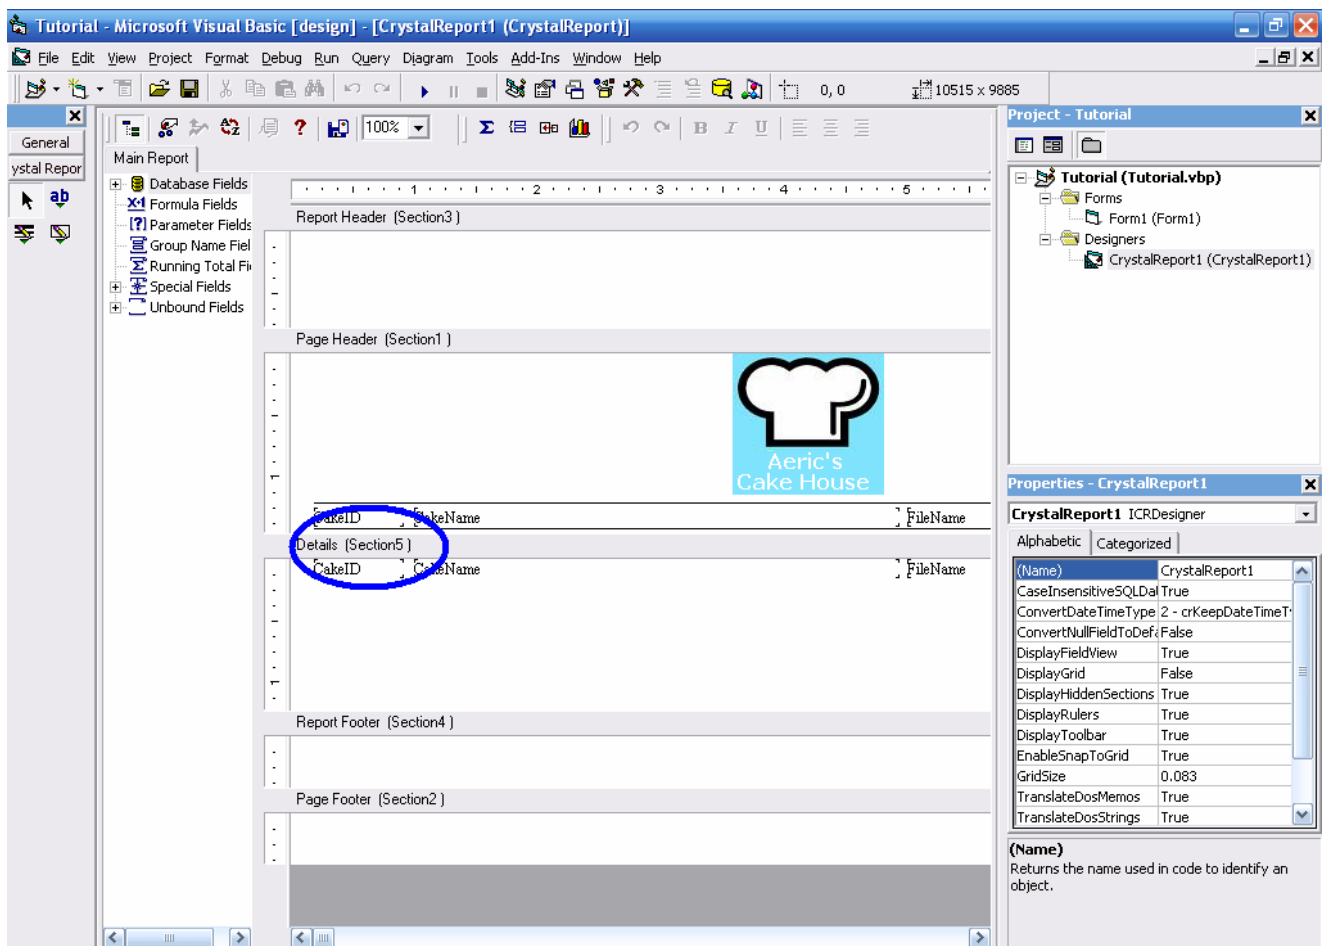 Tutorial - Microsoft Visual Basic [design] - [CrystalReport1 (CrystalReport)]
File Edit View Project Format Debug Run Query Diagram Tools Add-Ins Window Help
0, 0
10515 x 9885
General
ystal Repor
ab
100%
B I U
Main Report
Database Fields
Formula Fields
Parameter Fields
Group Name Fiel
Running Total Fi
Special Fields
Unbound Fields
1 2 3 4 5
Report Header (Section3 )
Page Header (Section1 )
Aeric's
Cake House
CakeID CakeName FileName
Details (Section5 )
CakeID CakeName FileName
Report Footer (Section4 )
Page Footer (Section2 )
Project - Tutorial
Tutorial (Tutorial.vbp)
Forms
Form1 (Form1)
Designers
CrystalReport1 (CrystalReport1)
Properties - CrystalReport1
CrystalReport1 ICRDesigner
Alphabetic Categorized
(Name) CrystalReport1
CaseInsensitiveSQLDat True
ConvertDateTimeType 2 - crKeepDateTimeT
ConvertNullFieldToDefa False
DisplayFieldView True
DisplayGrid False
DisplayHiddenSections True
DisplayRulers True
DisplayToolbar True
EnableSnapToGrid True
GridSize 0.083
TranslateDosMemos True
TranslateDosStrings True
(Name)
Returns the name used in code to identify an
object.